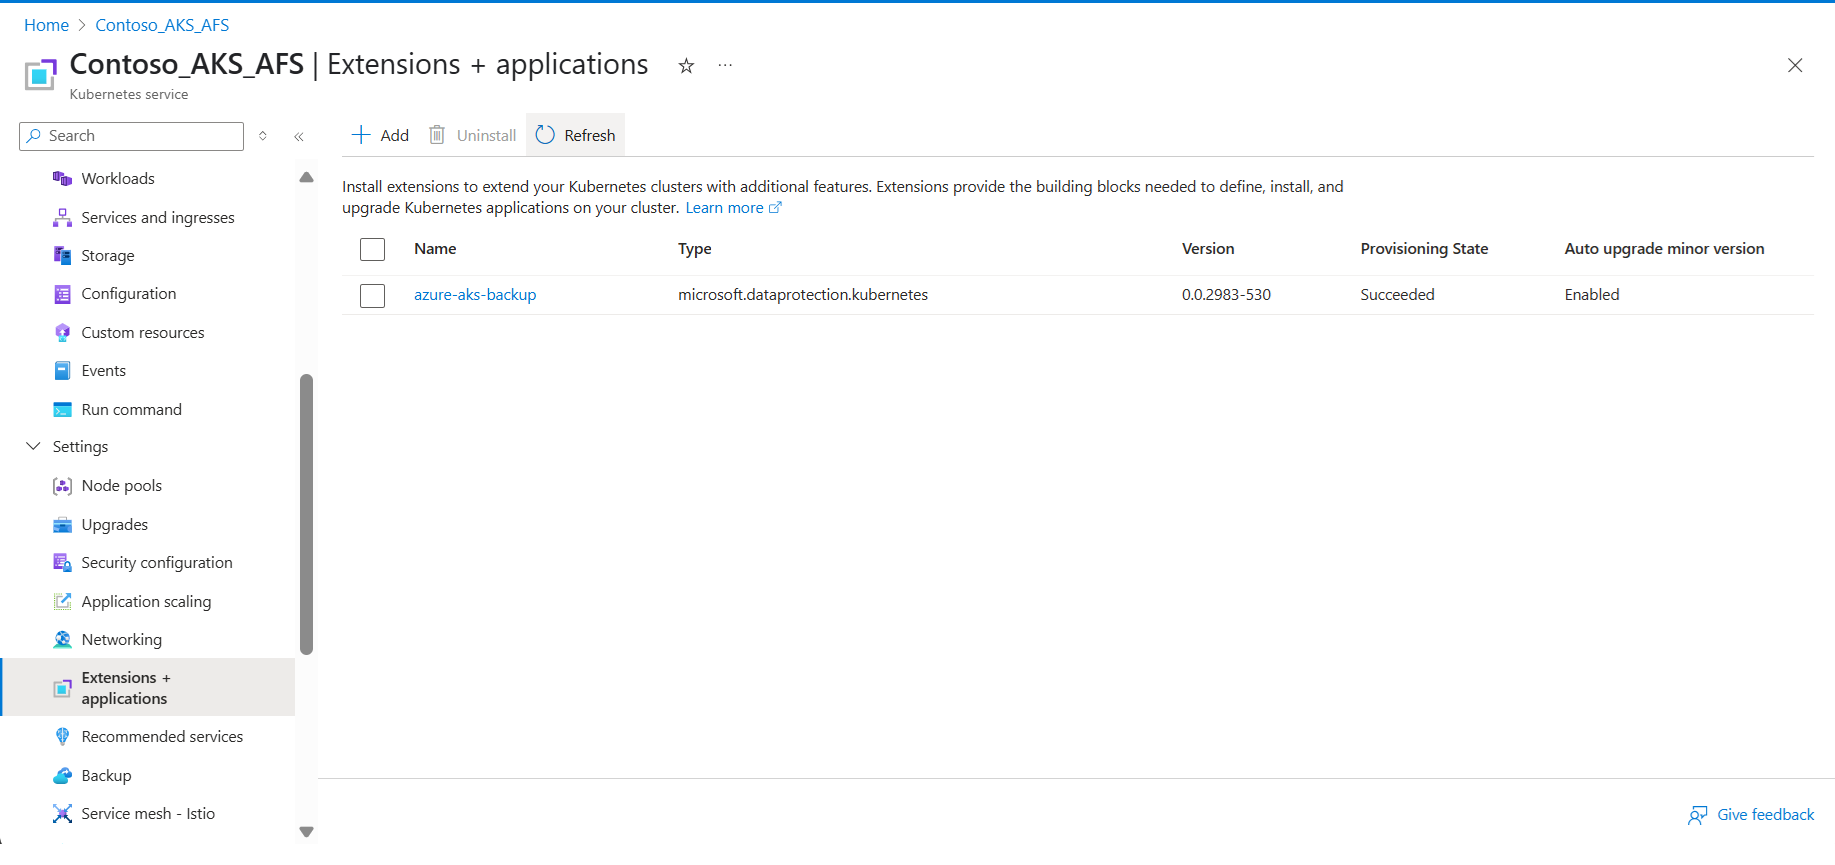 Home > Contoso_AKS_AFS
Contoso_AKS_AFS | Extensions + applications
Kubernetes service
Search
Workloads
Services and ingresses
Storage
Configuration
Custom resources
Events
Run command
Settings
Node pools
Upgrades
Security configuration
Application scaling
Networking
Extensions +
applications
Recommended services
Backup
Service mesh - Istio
Add Uninstall Refresh
Install extensions to extend your Kubernetes clusters with additional features. Extensions provide the building blocks needed to define, install, and
upgrade Kubernetes applications on your cluster. Learn more
Name Type Version Provisioning State Auto upgrade minor version
azure-aks-backup microsoft.dataprotection.kubernetes 0.0.2983-530 Succeeded Enabled
Give feedback